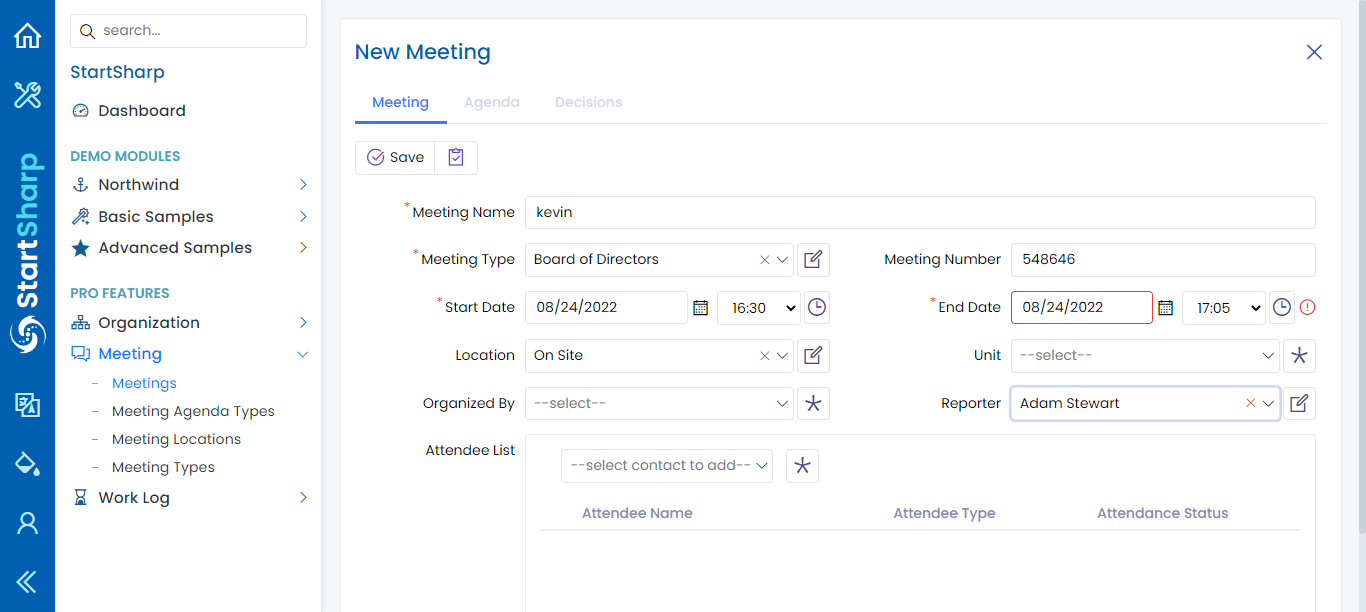 search...
StartSharp
Dashboard
DEMO MODULES
Northwind
Basic Samples
Advanced Samples
PRO FEATURES
Organization
Meeting
Meetings
Meeting Agenda Types
Meeting Locations
Meeting Types
Work Log
StartSharp
New Meeting
Meeting Agenda Decisions
Save
*Meeting Name kevin
*Meeting Type Board of Directors Meeting Number 548646
*Start Date 08/24/2022 16:30 *End Date 08/24/2022 17:05
Location On Site Unit --select--
Organized By --select-- Reporter Adam Stewart
Attendee List --select contact to add--
Attendee Name Attendee Type Attendance Status